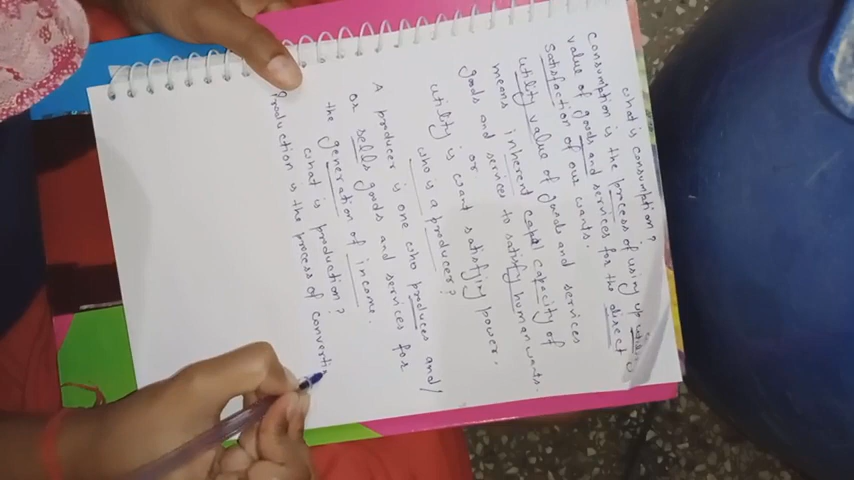 what is consumption?
Consumption is the process of using up utility
value of goods and services for the direct
satisfaction of our wants.
utility value of goods and services
means inherent capacity of
goods and services to satisfy human wants.
or
utility is want satisfying power.
who is a producer?
A producer is one who produces and/
or sells goods and services for
the generation of income.
what is production?
Production is the process of converti